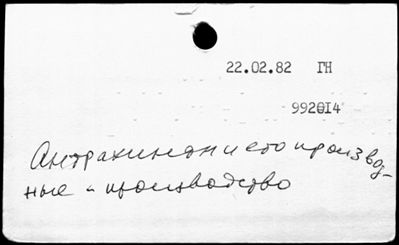 22.02.82 ГН
992014
Антрахинон и его производ-
ные - производство